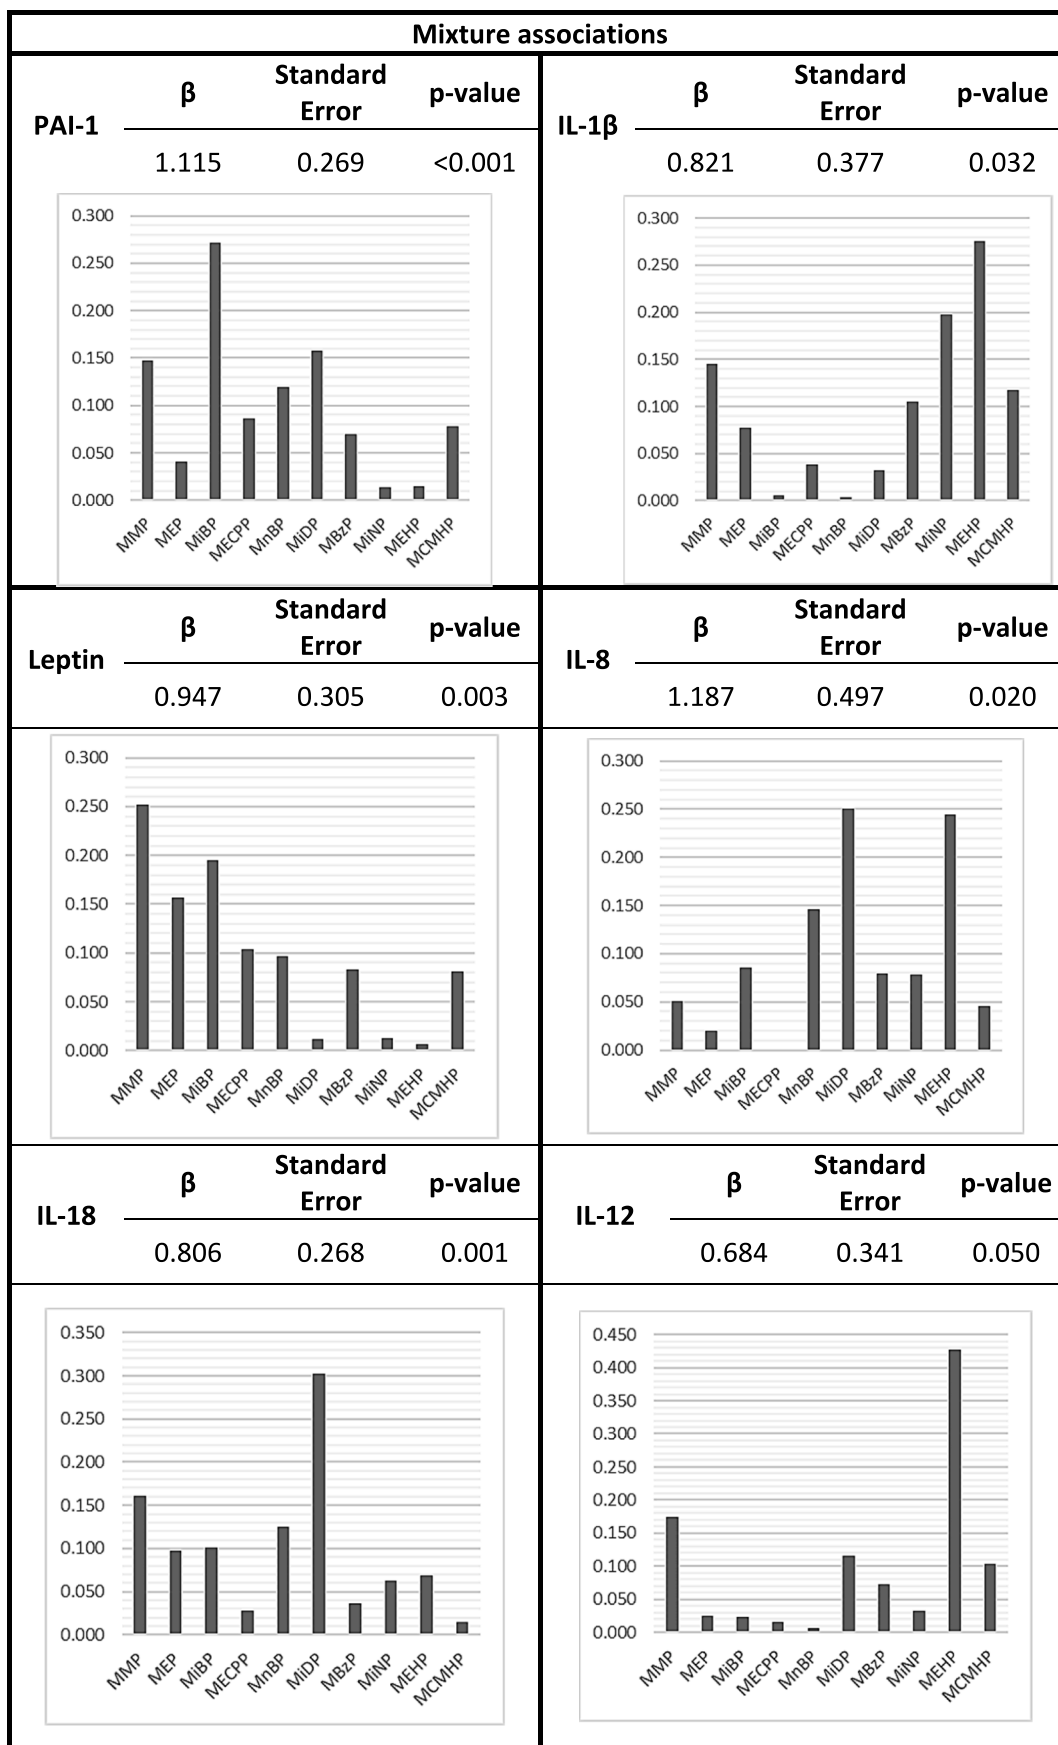 Mixture associations
β Standard Error p-value
PAI-1
1.115 0.269 <0.001
0.300
0.250
0.200
0.150
0.100
0.050
0.000
MMP MEP MiBP MECPP MnBP MiDP MBzP MiNP MEHP MCMHP
β Standard Error p-value
IL-1β
0.821 0.377 0.032
0.300
0.250
0.200
0.150
0.100
0.050
0.000
MMP MEP MiBP MECPP MnBP MiDP MBzP MiNP MEHP MCMHP
β Standard Error p-value
Leptin
0.947 0.305 0.003
0.300
0.250
0.200
0.150
0.100
0.050
0.000
MMP MEP MiBP MECPP MnBP MiDP MBzP MiNP MEHP MCMHP
β Standard Error p-value
IL-8
1.187 0.497 0.020
0.300
0.250
0.200
0.150
0.100
0.050
0.000
MMP MEP MiBP MECPP MnBP MiDP MBzP MiNP MEHP MCMHP
β Standard Error p-value
IL-18
0.806 0.268 0.001
0.350
0.300
0.250
0.200
0.150
0.100
0.050
0.000
MMP MEP MiBP MECPP MnBP MiDP MBzP MiNP MEHP MCMHP
β Standard Error p-value
IL-12
0.684 0.341 0.050
0.450
0.400
0.350
0.300
0.250
0.200
0.150
0.100
0.050
0.000
MMP MEP MiBP MECPP MnBP MiDP MBzP MiNP MEHP MCMHP